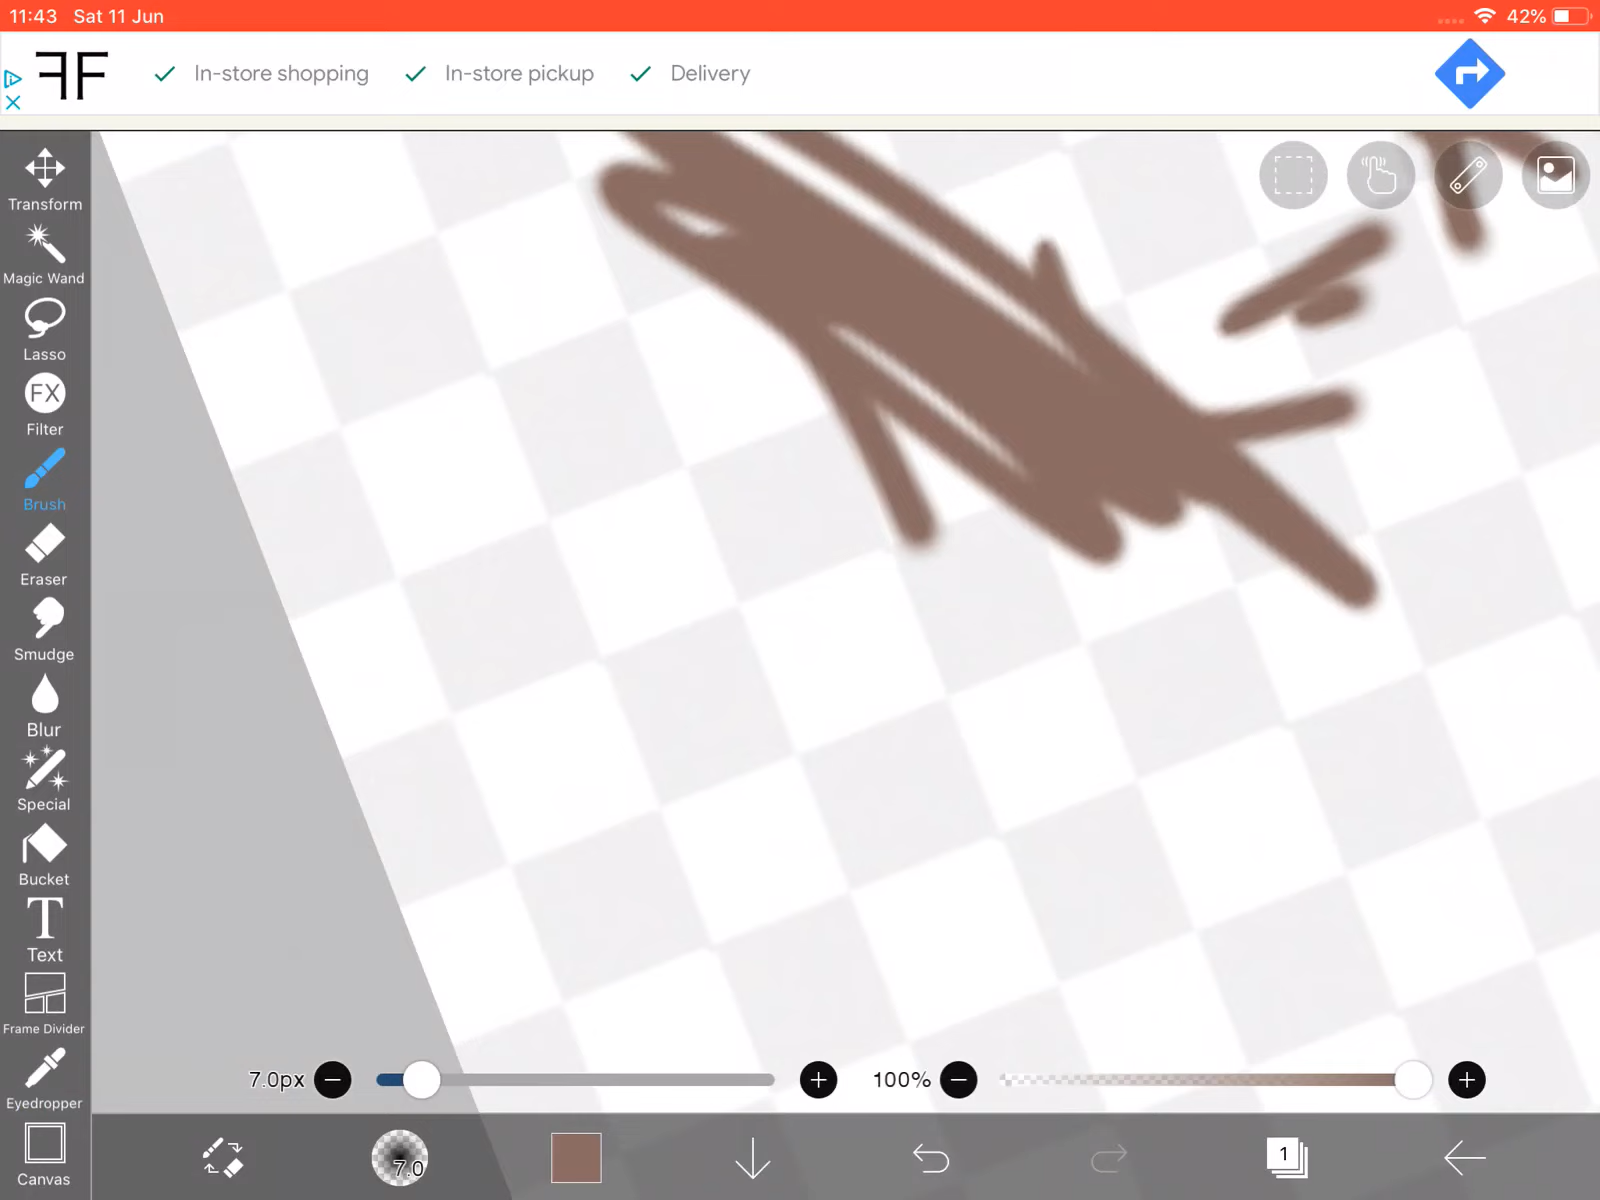 11:43 Sat 11 Jun 42%
FF In-store shopping In-store pickup Delivery
Transform
Magic Wand
Lasso
FX
Filter
Brush
Eraser
Smudge
Blur
Special
Bucket
T
Text
Frame Divider
Eyedropper
Canvas
7.0px 100%
7.0 1